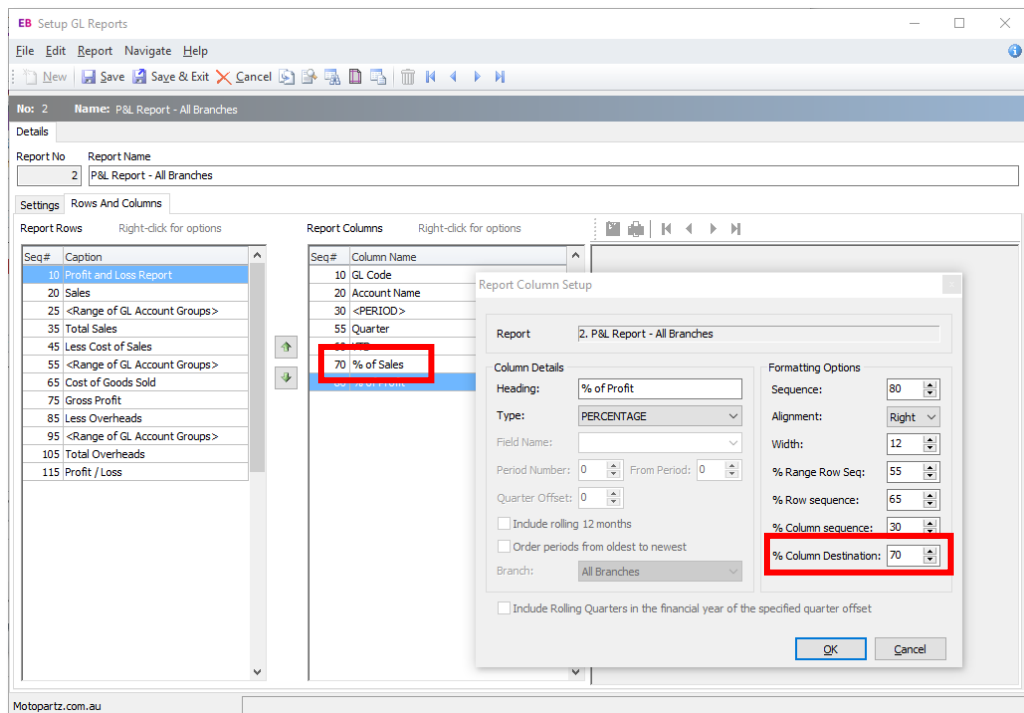 EB Setup GL Reports
File Edit Report Navigate Help
New Save Save & Exit Cancel
No: 2 Name: P&L Report - All Branches
Details
Report No Report Name
2 P&L Report - All Branches
Settings Rows And Columns
Report Rows Right-click for options
Seq# Caption
10 Profit and Loss Report
20 Sales
25 <Range of GL Account Groups>
35 Total Sales
45 Less Cost of Sales
55 <Range of GL Account Groups>
65 Cost of Goods Sold
75 Gross Profit
85 Less Overheads
95 <Range of GL Account Groups>
105 Total Overheads
115 Profit / Loss
Report Columns Right-click for options
Seq# Column Name
10 GL Code
20 Account Name
30 <PERIOD>
55 Quarter
70 % of Sales
Report Column Setup
Report 2. P&L Report - All Branches
Column Details
Heading: % of Profit
Type: PERCENTAGE
Field Name:
Period Number: 0 From Period: 0
Quarter Offset: 0
Include rolling 12 months
Order periods from oldest to newest
Branch: All Branches
Formatting Options
Sequence: 80
Alignment: Right
Width: 12
% Range Row Seq: 55
% Row sequence: 65
% Column sequence: 30
% Column Destination: 70
Include Rolling Quarters in the financial year of the specified quarter offset
OK Cancel
Motopartz.com.au